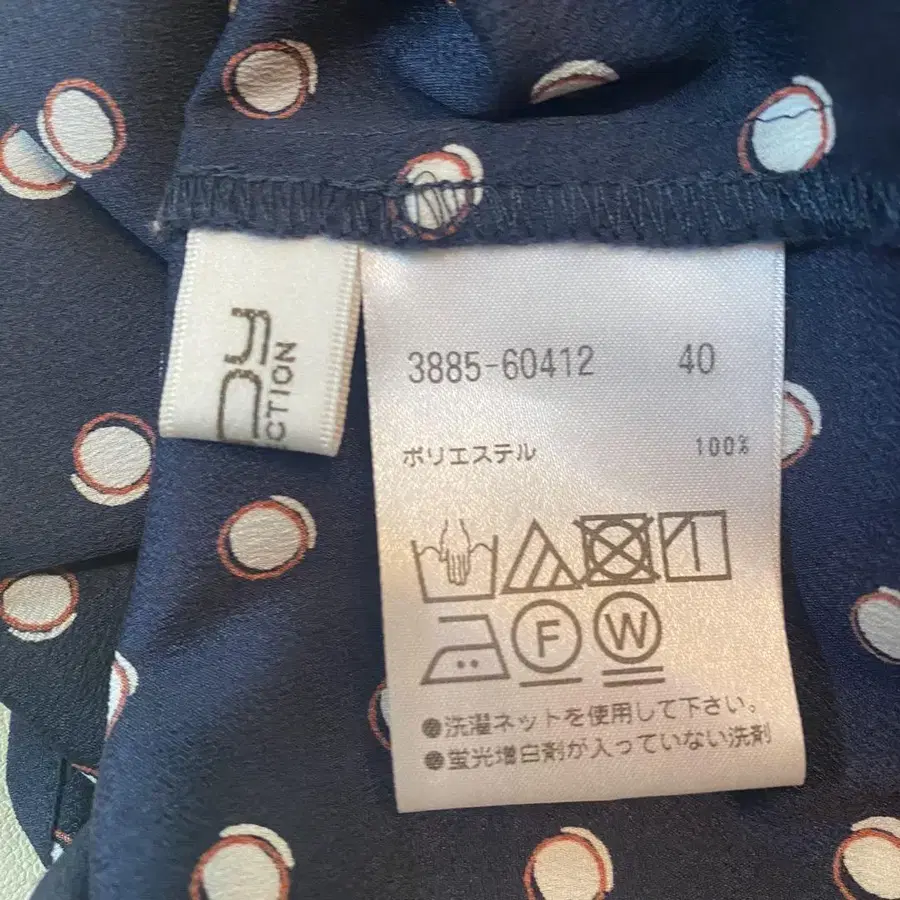 CTION
3885-60412 40
ポリエステル 100%
F W
洗濯ネットを使用して下さい。
蛍光増白剤が入っていない洗剤